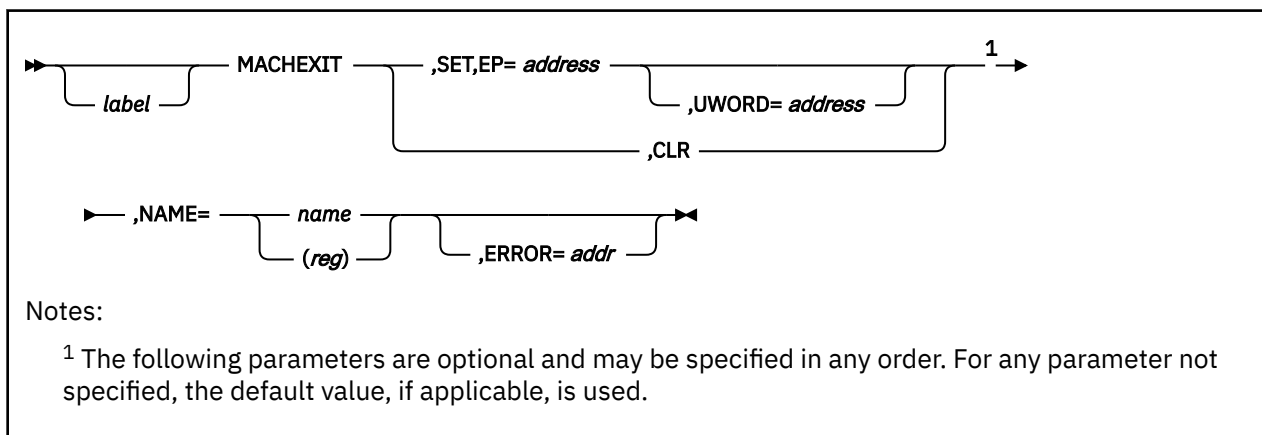 1
MACHEXIT ,SET,EP= address
label ,UWORD= address
,CLR
,NAME= name
(reg) ,ERROR= addr
Notes:
1 The following parameters are optional and may be specified in any order. For any parameter not
specified, the default value, if applicable, is used.